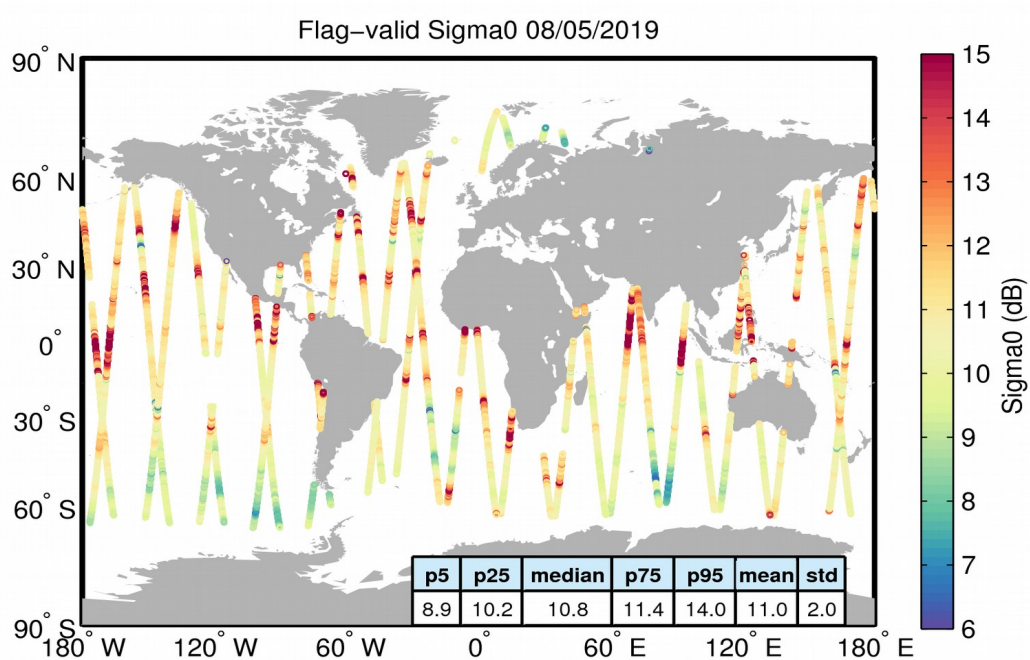 Flag−valid Sigma0 08/05/2019
90° N
60° N
30° N
0°
30° S
60° S
90° S
180° W 120° W 60° W 0° 60° E 120° E 180° E
p5 p25 median p75 p95 mean std
8.9 10.2 10.8 11.4 14.0 11.0 2.0
15
14
13
12
11
10
9
8
7
6
Sigma0 (dB)